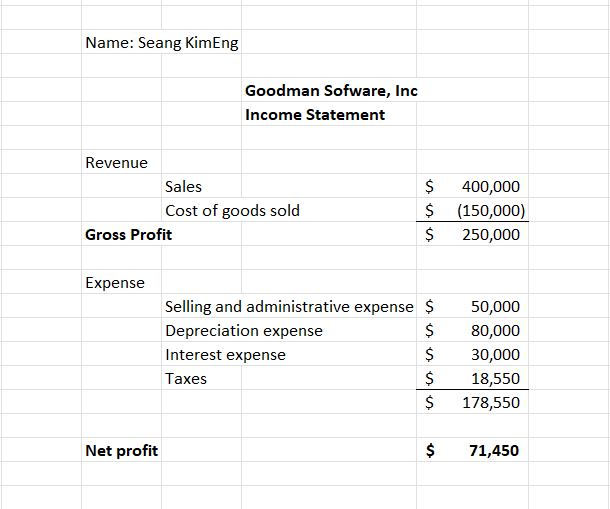 Name: Seang KimEng
Goodman Sofware, Inc
Income Statement
Revenue
Sales $ 400,000
Cost of goods sold $ (150,000)
Gross Profit $ 250,000
Expense
Selling and administrative expense $ 50,000
Depreciation expense $ 80,000
Interest expense $ 30,000
Taxes $ 18,550
$ 178,550
Net profit $ 71,450